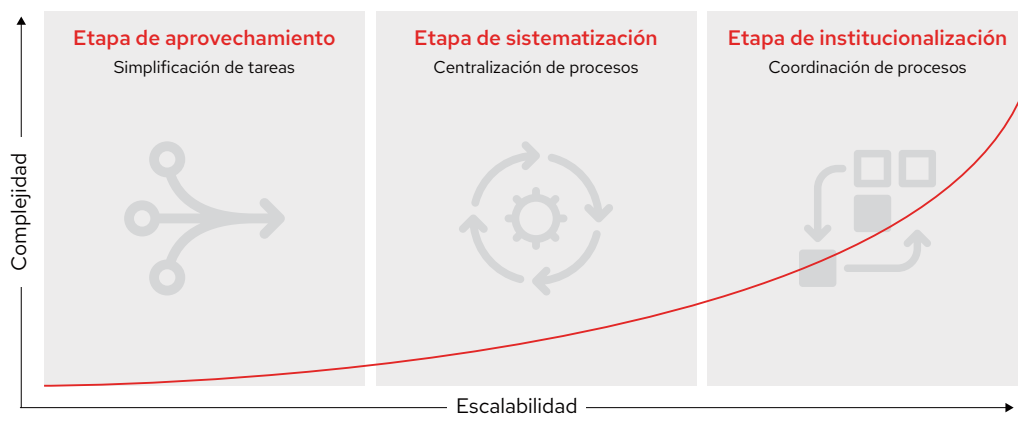 Etapa de aprovechamiento
Simplificación de tareas
Etapa de sistematización
Centralización de procesos
Etapa de institucionalización
Coordinación de procesos
Complejidad
Escalabilidad